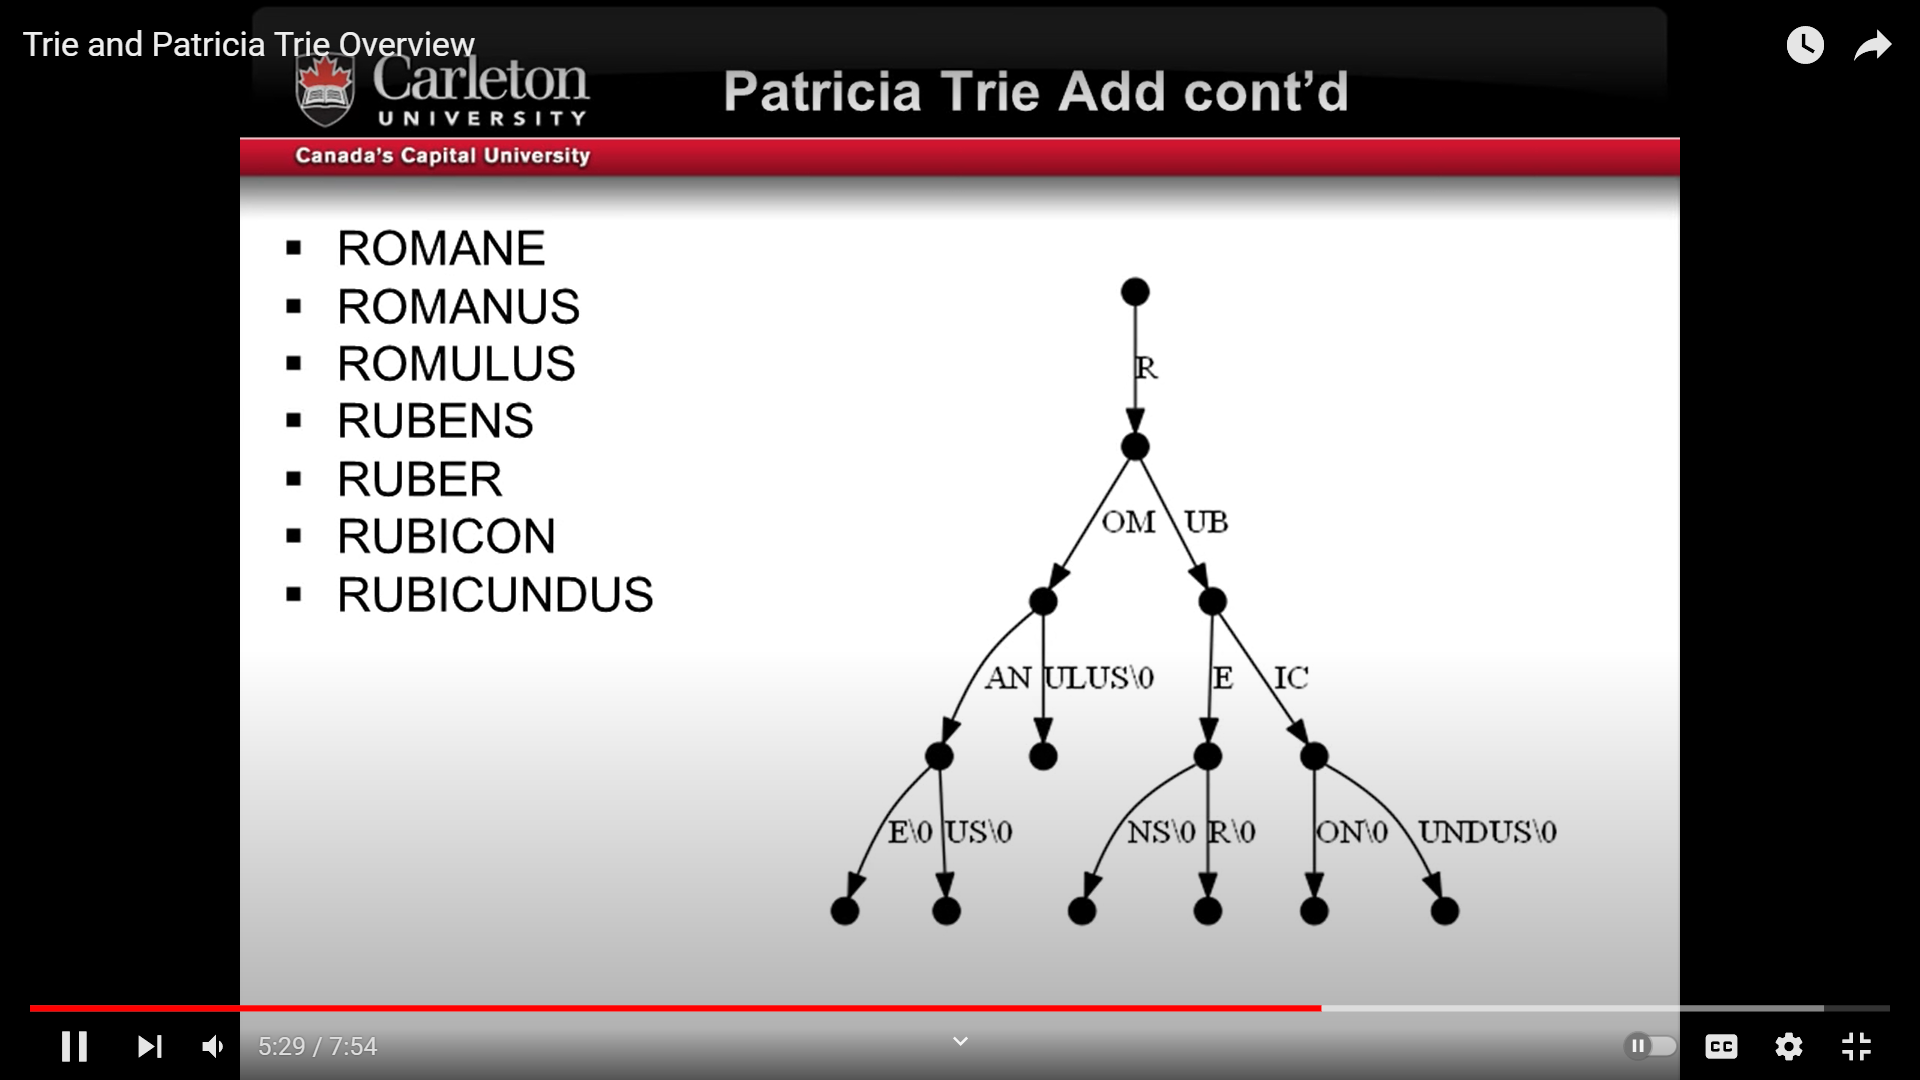 Trie and Patricia Trie Overview
Carleton
UNIVERSITY
Canada's Capital University
Patricia Trie Add cont'd
▪ ROMANE
▪ ROMANUS
▪ ROMULUS
▪ RUBENS
▪ RUBER
▪ RUBICON
▪ RUBICUNDUS
R
OM UB
AN ULUS\0 E IC
E\0 US\0 NS\0 R\0 ON\0 UNDUS\0
5:29 / 7:54
CC